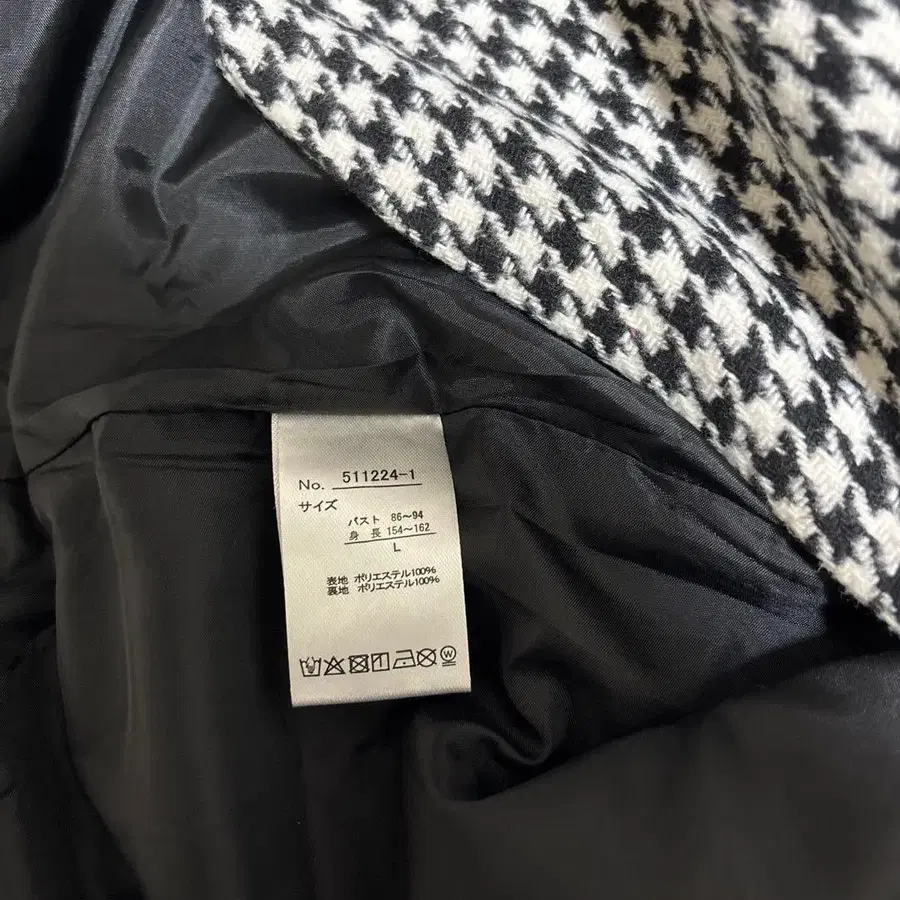 No. 511224-1
サイズ
バスト 86～94
身 長 154～162
L
表地 ポリエステル100%
裏地 ポリエステル100%